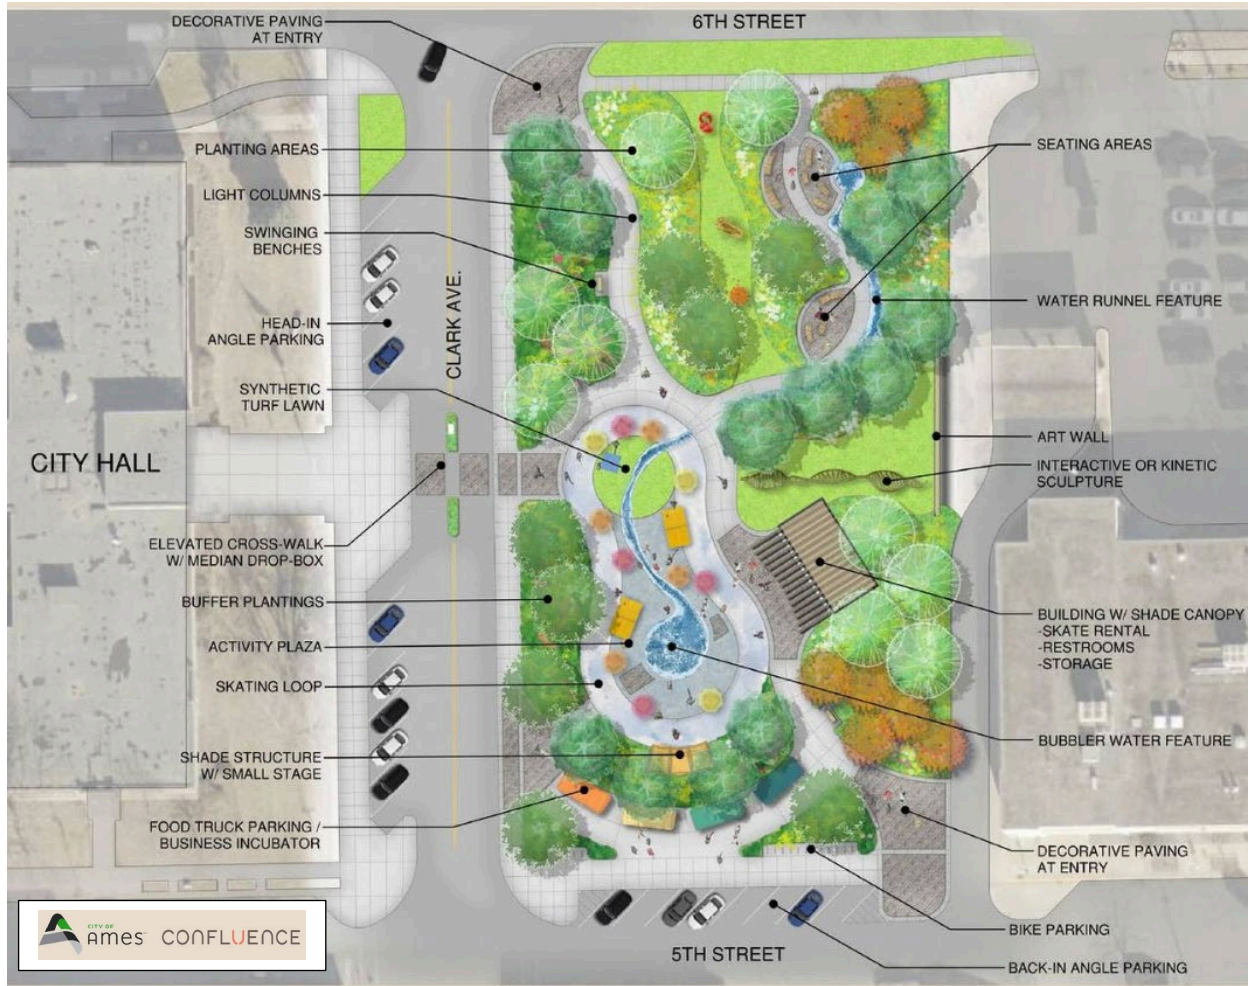 DECORATIVE PAVING
AT ENTRY
6TH STREET
PLANTING AREAS
LIGHT COLUMNS
SWINGING
BENCHES
HEAD-IN
ANGLE PARKING
SYNTHETIC
TURF LAWN
CLARK AVE.
CITY HALL
ELEVATED CROSS-WALK
W/ MEDIAN DROP-BOX
BUFFER PLANTINGS
ACTIVITY PLAZA
SKATING LOOP
SHADE STRUCTURE
W/ SMALL STAGE
FOOD TRUCK PARKING /
BUSINESS INCUBATOR
SEATING AREAS
WATER RUNNEL FEATURE
ART WALL
INTERACTIVE OR KINETIC
SCULPTURE
BUILDING W/ SHADE CANOPY
-SKATE RENTAL
-RESTROOMS
-STORAGE
BUBBLER WATER FEATURE
DECORATIVE PAVING
AT ENTRY
BIKE PARKING
BACK-IN ANGLE PARKING
5TH STREET
CITY OF
Ames
CONFLUENCE